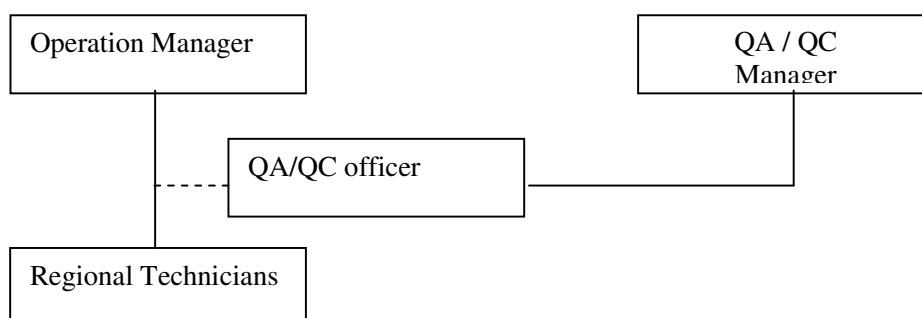 Operation Manager
QA / QC
Manager
QA/QC officer
Regional Technicians